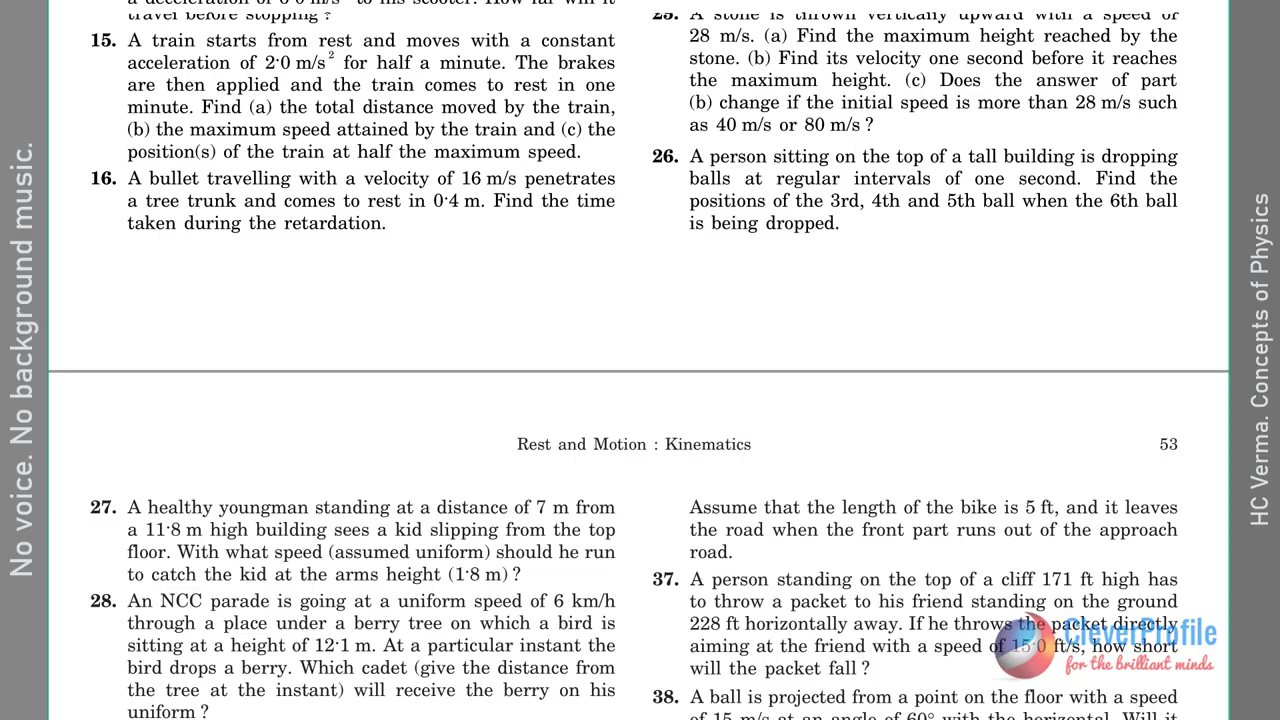 a deceleration of 6·0 m/s² to his scooter. How far will it
travel before stopping ?
15. A train starts from rest and moves with a constant
acceleration of 2·0 m/s² for half a minute. The brakes
are then applied and the train comes to rest in one
minute. Find (a) the total distance moved by the train,
(b) the maximum speed attained by the train and (c) the
position(s) of the train at half the maximum speed.
16. A bullet travelling with a velocity of 16 m/s penetrates
a tree trunk and comes to rest in 0·4 m. Find the time
taken during the retardation.
25. A stone is thrown vertically upward with a speed of
28 m/s. (a) Find the maximum height reached by the
stone. (b) Find its velocity one second before it reaches
the maximum height. (c) Does the answer of part
(b) change if the initial speed is more than 28 m/s such
as 40 m/s or 80 m/s ?
26. A person sitting on the top of a tall building is dropping
balls at regular intervals of one second. Find the
positions of the 3rd, 4th and 5th ball when the 6th ball
is being dropped.
Rest and Motion : Kinematics 53
27. A healthy youngman standing at a distance of 7 m from
a 11·8 m high building sees a kid slipping from the top
floor. With what speed (assumed uniform) should he run
to catch the kid at the arms height (1·8 m) ?
28. An NCC parade is going at a uniform speed of 6 km/h
through a place under a berry tree on which a bird is
sitting at a height of 12·1 m. At a particular instant the
bird drops a berry. Which cadet (give the distance from
the tree at the instant) will receive the berry on his
uniform ?
Assume that the length of the bike is 5 ft, and it leaves
the road when the front part runs out of the approach
road.
37. A person standing on the top of a cliff 171 ft high has
to throw a packet to his friend standing on the ground
228 ft horizontally away. If he throws the packet directly
aiming at the friend with a speed of 15·0 ft/s, how short
will the packet fall ?
38. A ball is projected from a point on the floor with a speed
of 15 m/s at an angle of 60° with the horizontal. Will it
No voice. No background music.
HC Verma. Concepts of Physics
CleverProfile
for the brilliant minds